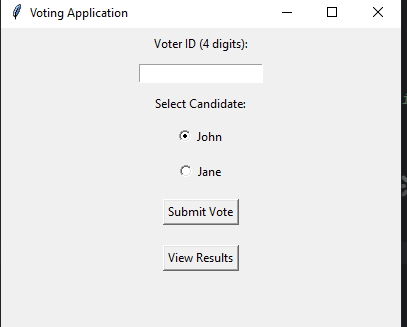 Voting Application
Voter ID (4 digits):
Select Candidate:
John
Jane
Submit Vote
View Results